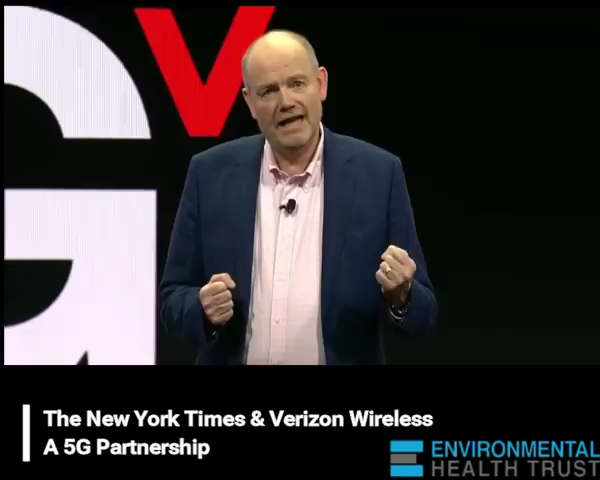 G
The New York Times & Verizon Wireless
A 5G Partnership
ENVIRONMENTAL
HEALTH TRUST